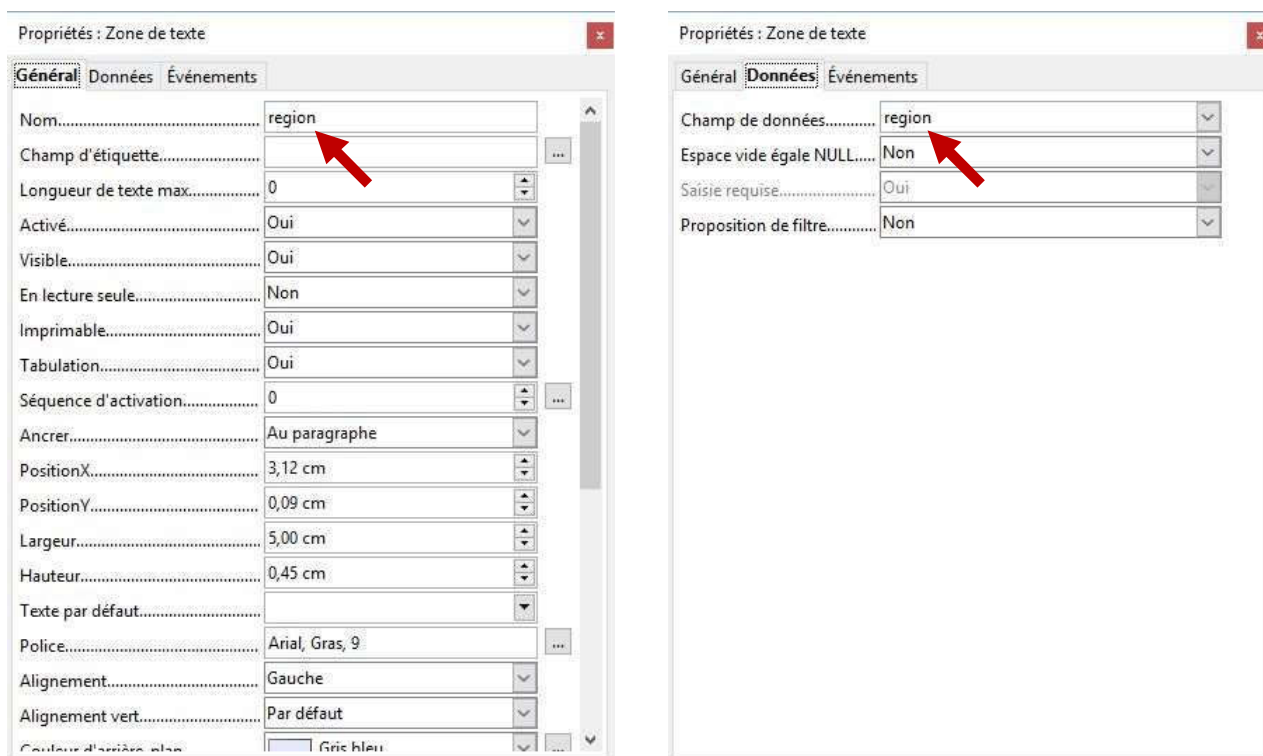 Propriétés : Zone de texte
Général Données Événements
Nom............................................. region
Champ d'étiquette...................... ...
Longueur de texte max............... 0
Activé........................................... Oui
Visible.......................................... Oui
En lecture seule........................... Non
Imprimable.................................. Oui
Tabulation................................... Oui
Séquence d'activation................. 0 ...
Ancrer.......................................... Au paragraphe
PositionX..................................... 3,12 cm
PositionY..................................... 0,09 cm
Largeur........................................ 5,00 cm
Hauteur....................................... 0,45 cm
Texte par défaut.......................... 
Police........................................... Arial, Gras, 9 ...
Alignement................................. Gauche
Alignement vert.......................... Par défaut
Couleur d'arrière-plan Gris bleu ...
Propriétés : Zone de texte
Général Données Événements
Champ de données........... region
Espace vide égale NULL..... Non
Saisie requise..................... Oui
Proposition de filtre........... Non